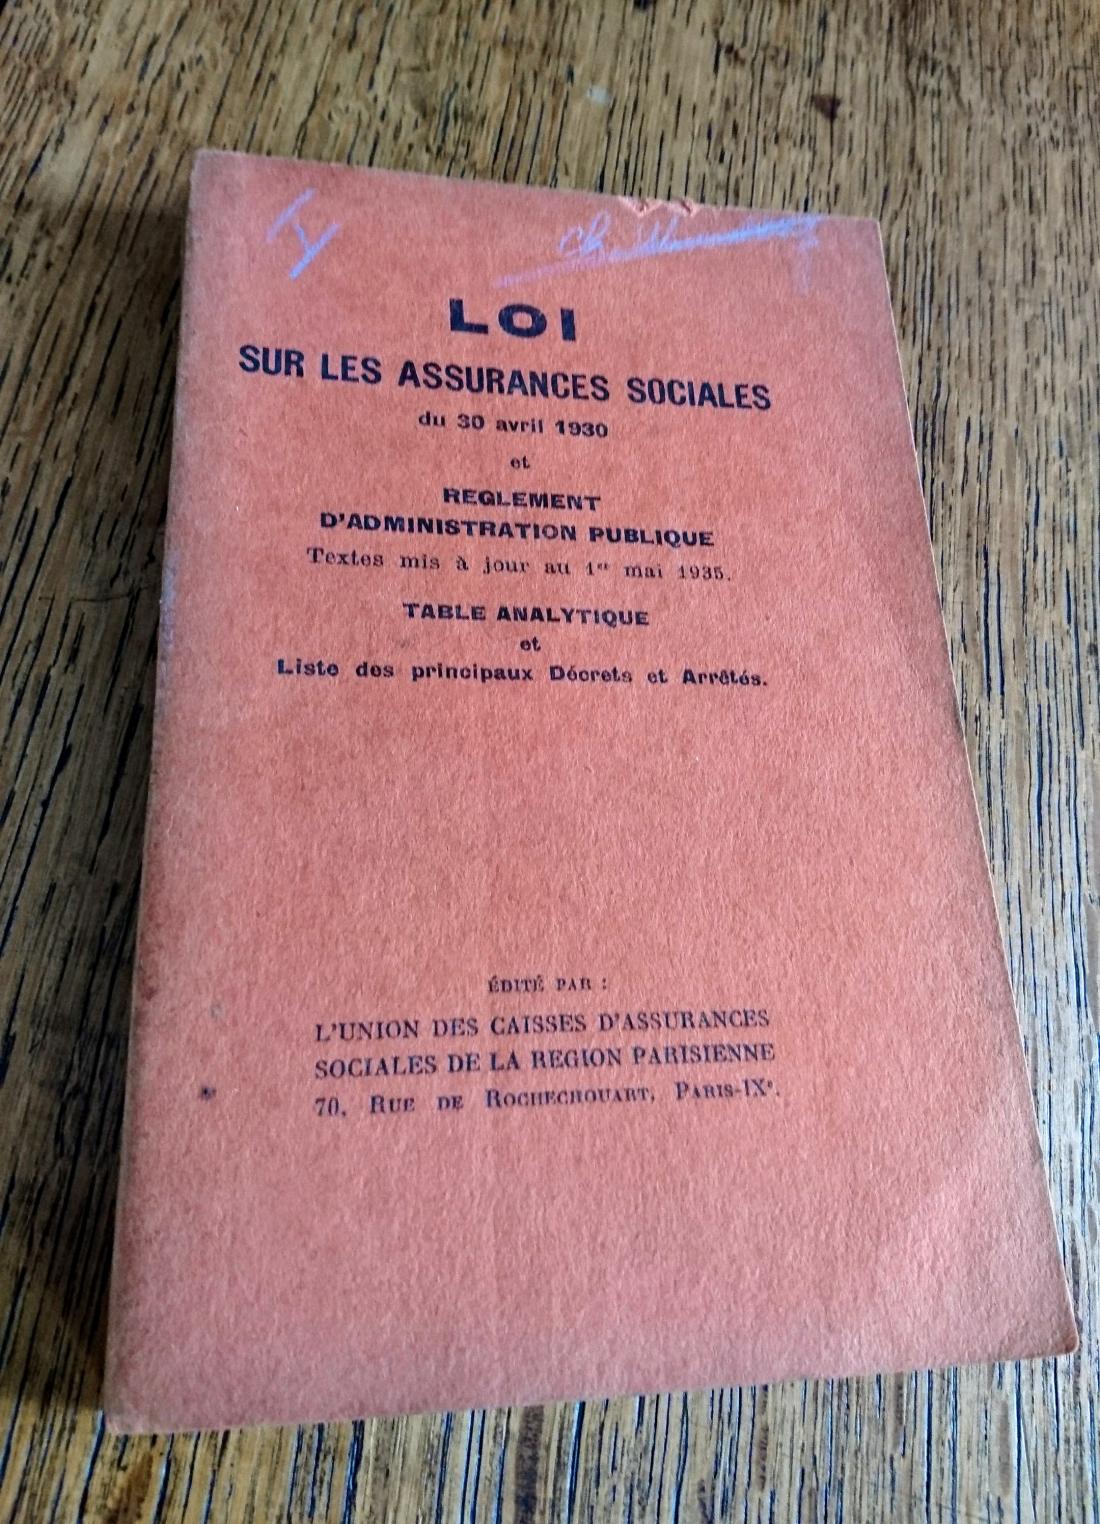 LOI
SUR LES ASSURANCES SOCIALES
du 30 avril 1930
et
REGLEMENT
D'ADMINISTRATION PUBLIQUE
Textes mis à jour au 1er mai 1935.
TABLE ANALYTIQUE
et
Liste des principaux Décrets et Arrêtés.
ÉDITÉ PAR :
L'UNION DES CAISSES D'ASSURANCES
SOCIALES DE LA REGION PARISIENNE
70, RUE DE ROCHECHOUART, PARIS-IXe.